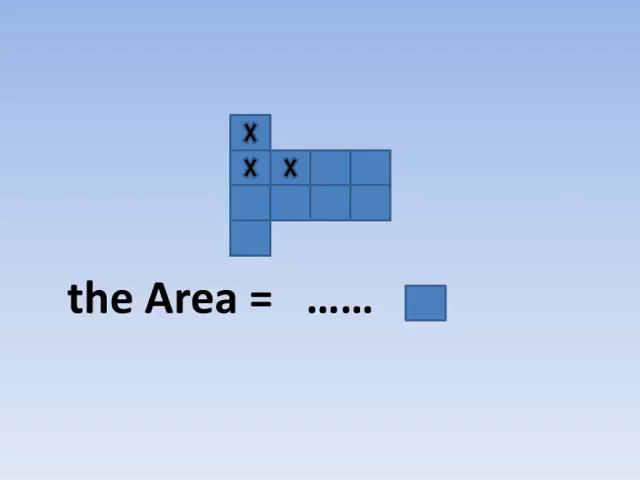 X
X X
the Area = ……